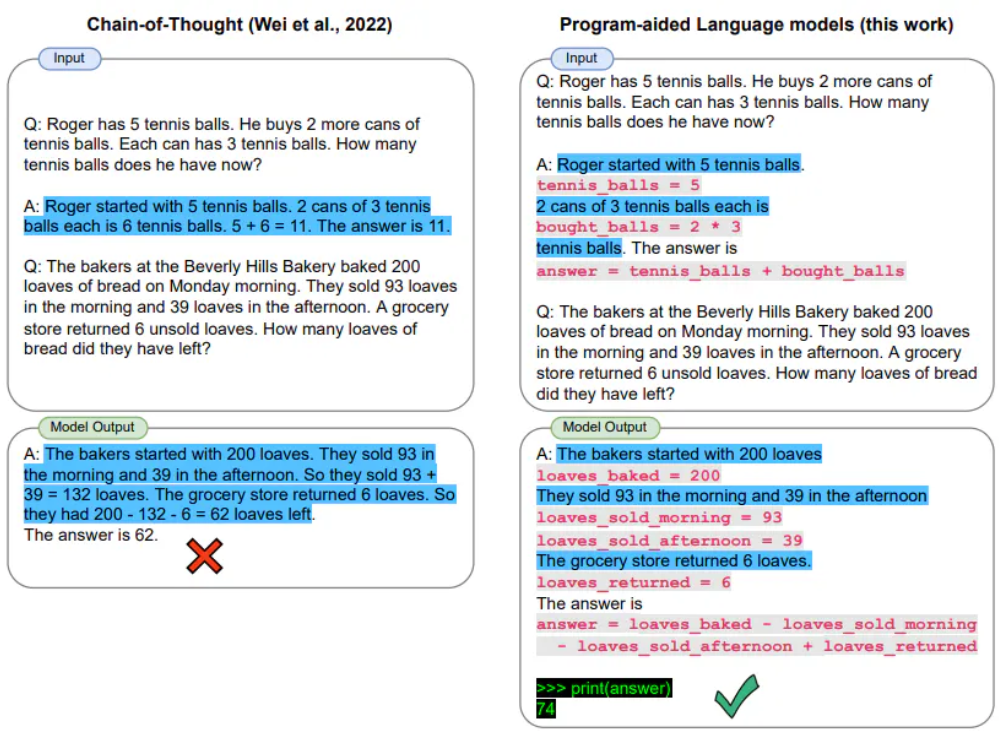 Chain-of-Thought (Wei et al., 2022)
Input
Q: Roger has 5 tennis balls. He buys 2 more cans of
tennis balls. Each can has 3 tennis balls. How many
tennis balls does he have now?
A: Roger started with 5 tennis balls. 2 cans of 3 tennis
balls each is 6 tennis balls. 5 + 6 = 11. The answer is 11.
Q: The bakers at the Beverly Hills Bakery baked 200
loaves of bread on Monday morning. They sold 93 loaves
in the morning and 39 loaves in the afternoon. A grocery
store returned 6 unsold loaves. How many loaves of
bread did they have left?
Model Output
A: The bakers started with 200 loaves. They sold 93 in
the morning and 39 in the afternoon. So they sold 93 +
39 = 132 loaves. The grocery store returned 6 loaves. So
they had 200 - 132 - 6 = 62 loaves left.
The answer is 62.
Program-aided Language models (this work)
Input
Q: Roger has 5 tennis balls. He buys 2 more cans of
tennis balls. Each can has 3 tennis balls. How many
tennis balls does he have now?
A: Roger started with 5 tennis balls.
tennis_balls = 5
2 cans of 3 tennis balls each is
bought_balls = 2 * 3
tennis balls. The answer is
answer = tennis_balls + bought_balls
Q: The bakers at the Beverly Hills Bakery baked 200
loaves of bread on Monday morning. They sold 93 loaves
in the morning and 39 loaves in the afternoon. A grocery
store returned 6 unsold loaves. How many loaves of bread
did they have left?
Model Output
A: The bakers started with 200 loaves
loaves_baked = 200
They sold 93 in the morning and 39 in the afternoon
loaves_sold_morning = 93
loaves_sold_afternoon = 39
The grocery store returned 6 loaves.
loaves_returned = 6
The answer is
answer = loaves_baked - loaves_sold_morning
- loaves_sold_afternoon + loaves_returned
>>> print(answer)
74